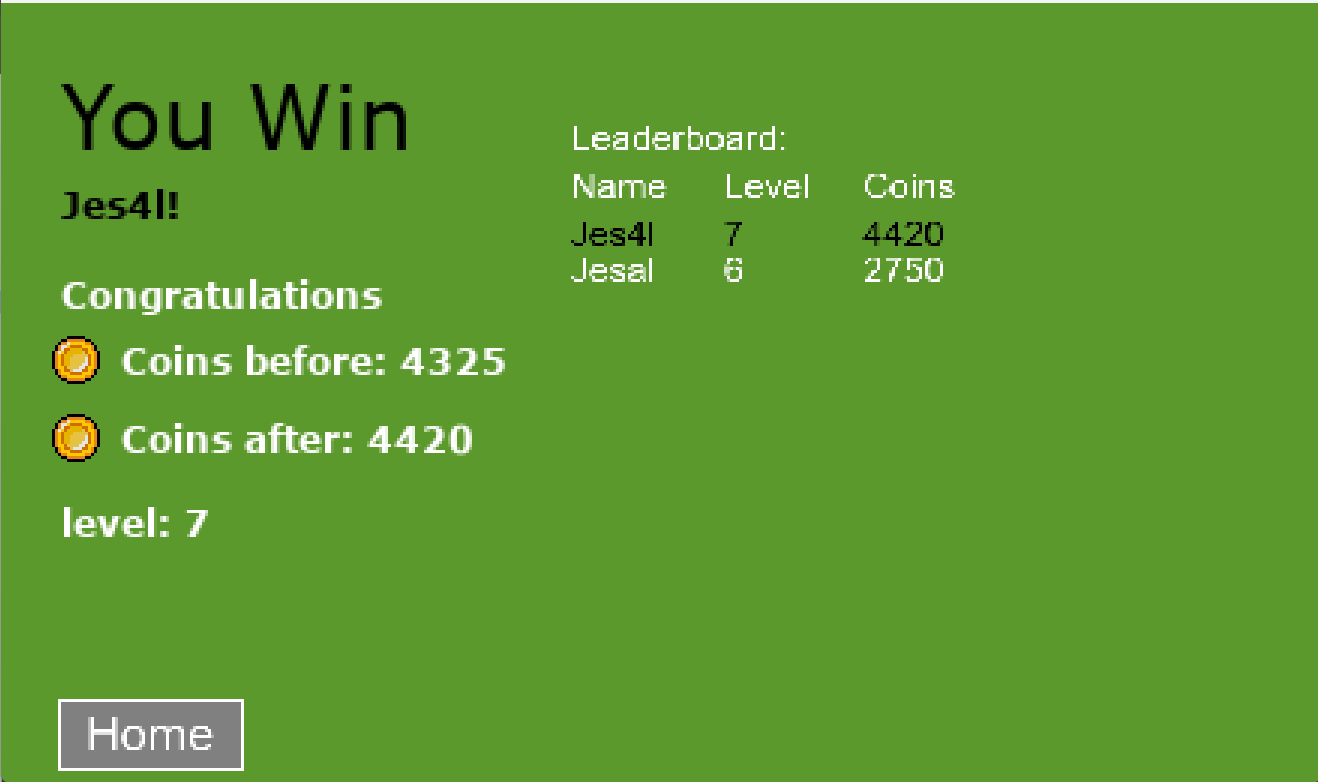 You Win
Jes4l!
Congratulations
Coins before: 4325
Coins after: 4420
level: 7
Leaderboard:
Name Level Coins
Jes4l 7 4420
Jesal 6 2750
Home